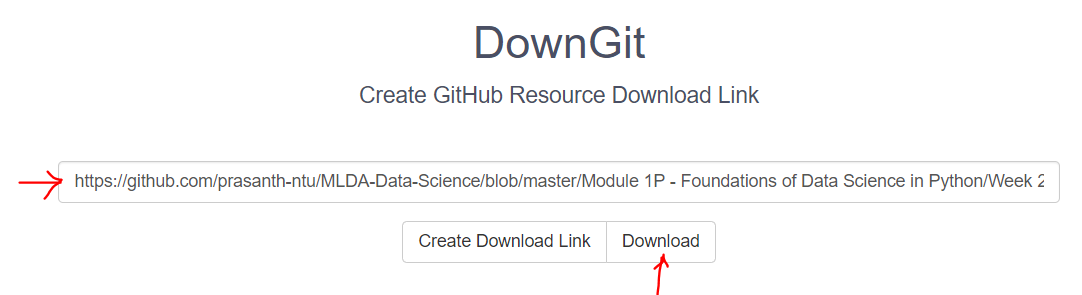 DownGit
Create GitHub Resource Download Link
https://github.com/prasanth-ntu/MLDA-Data-Science/blob/master/Module 1P - Foundations of Data Science in Python/Week 2
Create Download Link
Download